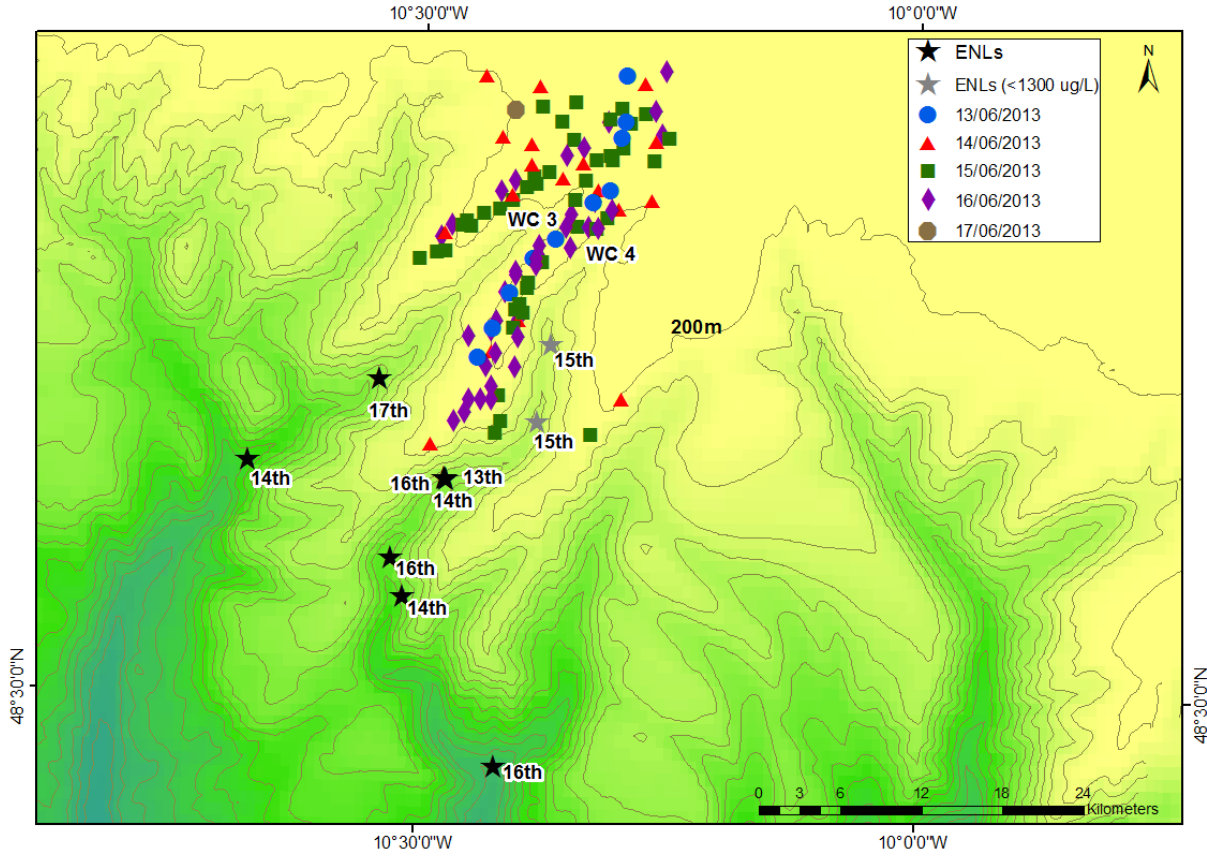 10°30'0"W
10°0'0"W
ENLs
ENLs (<1300 ug/L)
13/06/2013
14/06/2013
15/06/2013
16/06/2013
17/06/2013
N
WC 3
WC 4
200m
15th
17th
15th
14th
16th
13th
14th
16th
14th
48°30'0"N
48°30'0"N
16th
0 3 6 12 18 24
Kilometers
10°30'0"W
10°0'0"W